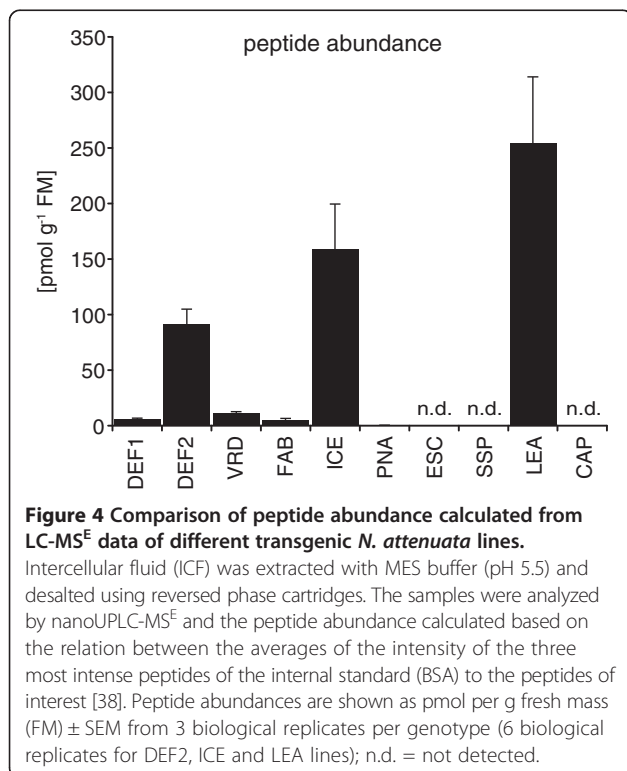 peptide abundance
350
300
250
200
150
100
50
0
[pmol g⁻¹ FM]
n.d. n.d. n.d.
DEF1 DEF2 VRD FAB ICE PNA ESC SSP LEA CAP
Figure 4 Comparison of peptide abundance calculated from
LC-MSᴱ data of different transgenic N. attenuata lines.
Intercellular fluid (ICF) was extracted with MES buffer (pH 5.5) and
desalted using reversed phase cartridges. The samples were analyzed
by nanoUPLC-MSᴱ and the peptide abundance calculated based on
the relation between the averages of the intensity of the three
most intense peptides of the internal standard (BSA) to the peptides of
interest [38]. Peptide abundances are shown as pmol per g fresh mass
(FM) ± SEM from 3 biological replicates per genotype (6 biological
replicates for DEF2, ICE and LEA lines); n.d. = not detected.